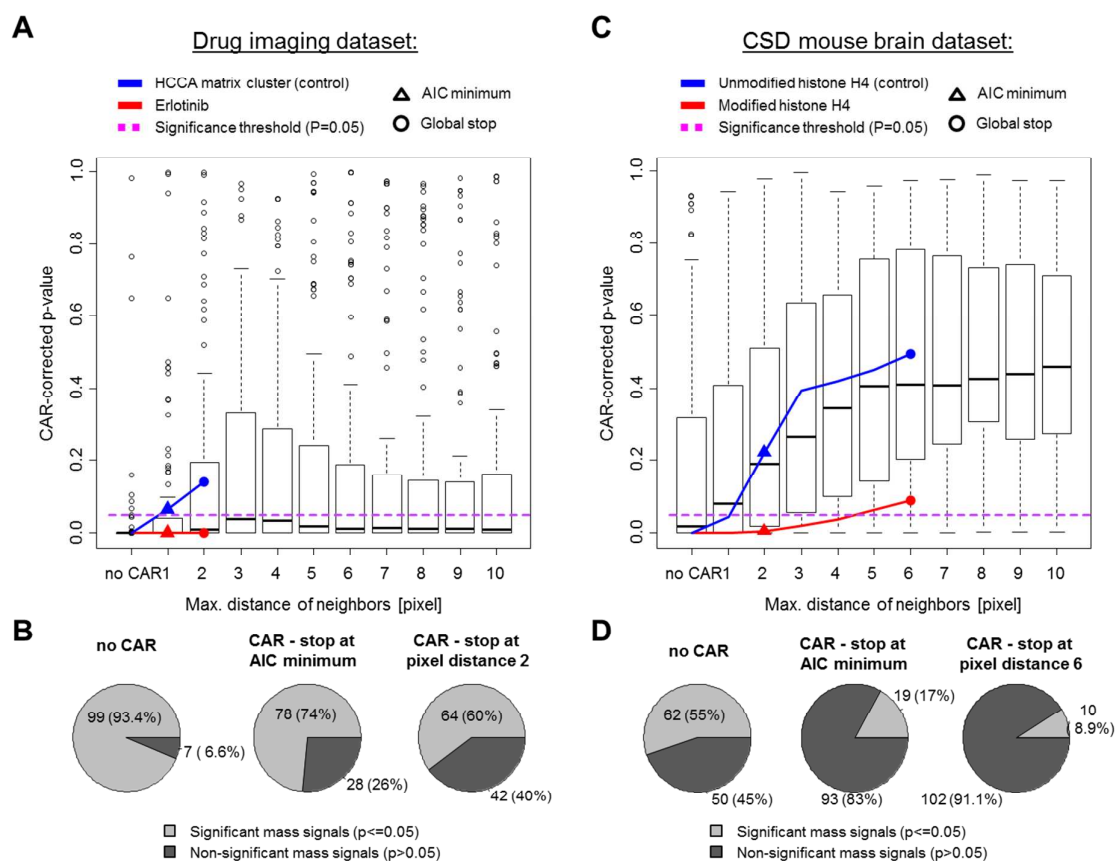 A
Drug imaging dataset:
HCCA matrix cluster (control)
Erlotinib
Significance threshold (P=0.05)
AIC minimum
Global stop
CAR-corrected p-value
1.0
0.8
0.6
0.4
0.2
0.0
no CAR1 2 3 4 5 6 7 8 9 10
Max. distance of neighbors [pixel]
C
CSD mouse brain dataset:
Unmodified histone H4 (control)
Modified histone H4
Significance threshold (P=0.05)
AIC minimum
Global stop
CAR-corrected p-value
1.0
0.8
0.6
0.4
0.2
0.0
no CAR1 2 3 4 5 6 7 8 9 10
Max. distance of neighbors [pixel]
B
no CAR
99 (93.4%)
7 ( 6.6%)
CAR - stop at
AIC minimum
78 (74%)
28 (26%)
CAR - stop at
pixel distance 2
64 (60%)
42 (40%)
Significant mass signals (p<=0.05)
Non-significant mass signals (p>0.05)
D
no CAR
62 (55%)
50 (45%)
CAR - stop at
AIC minimum
19 (17%)
93 (83%)
CAR - stop at
pixel distance 6
10
( 8.9%)
102 (91.1%)
Significant mass signals (p<=0.05)
Non-significant mass signals (p>0.05)